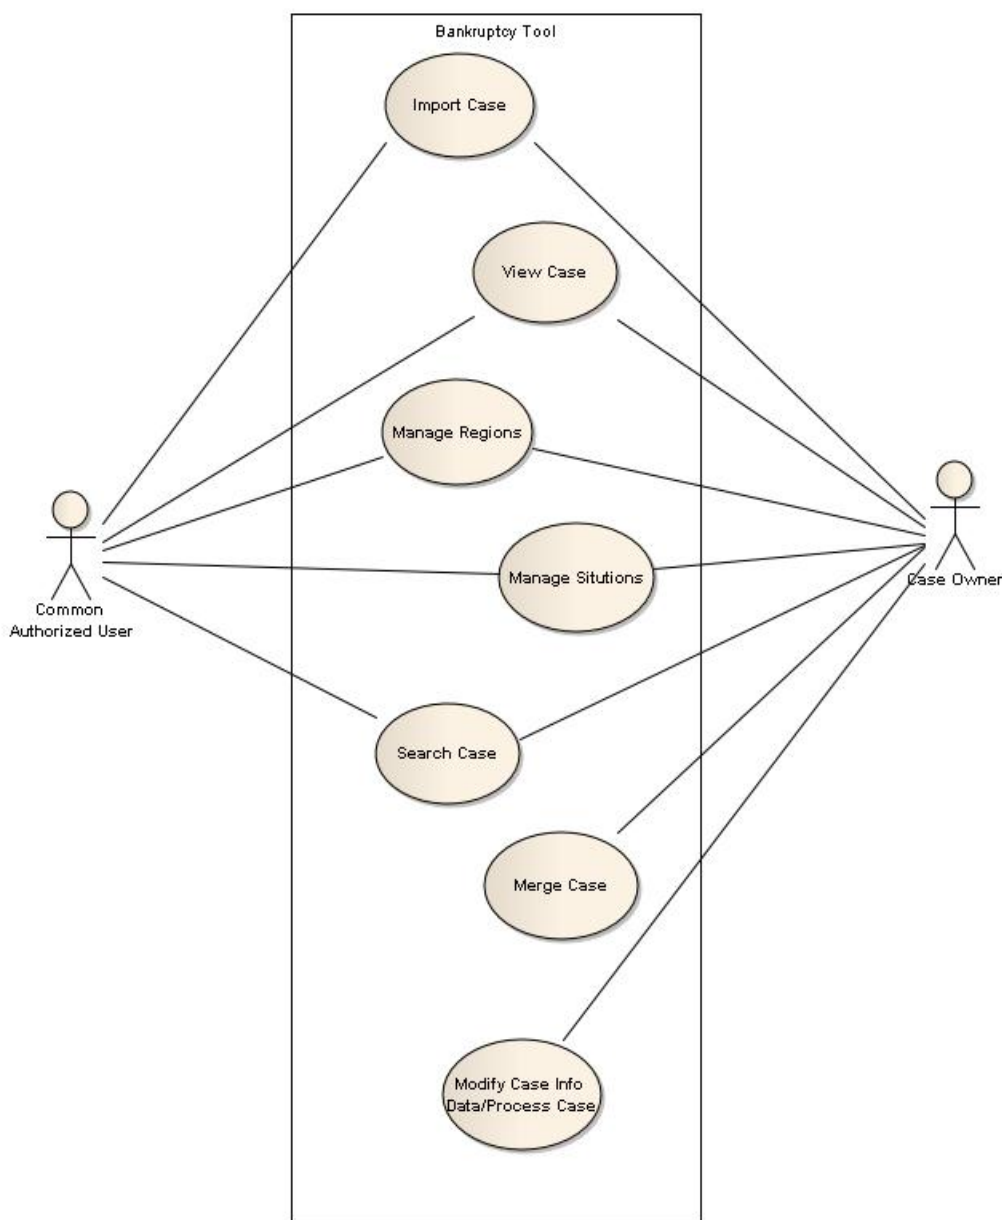 Bankruptcy Tool
Import Case
View Case
Manage Regions
Manage Situtions
Common
Authorized User
Case Owner
Search Case
Merge Case
Modify Case Info
Data/Process Case